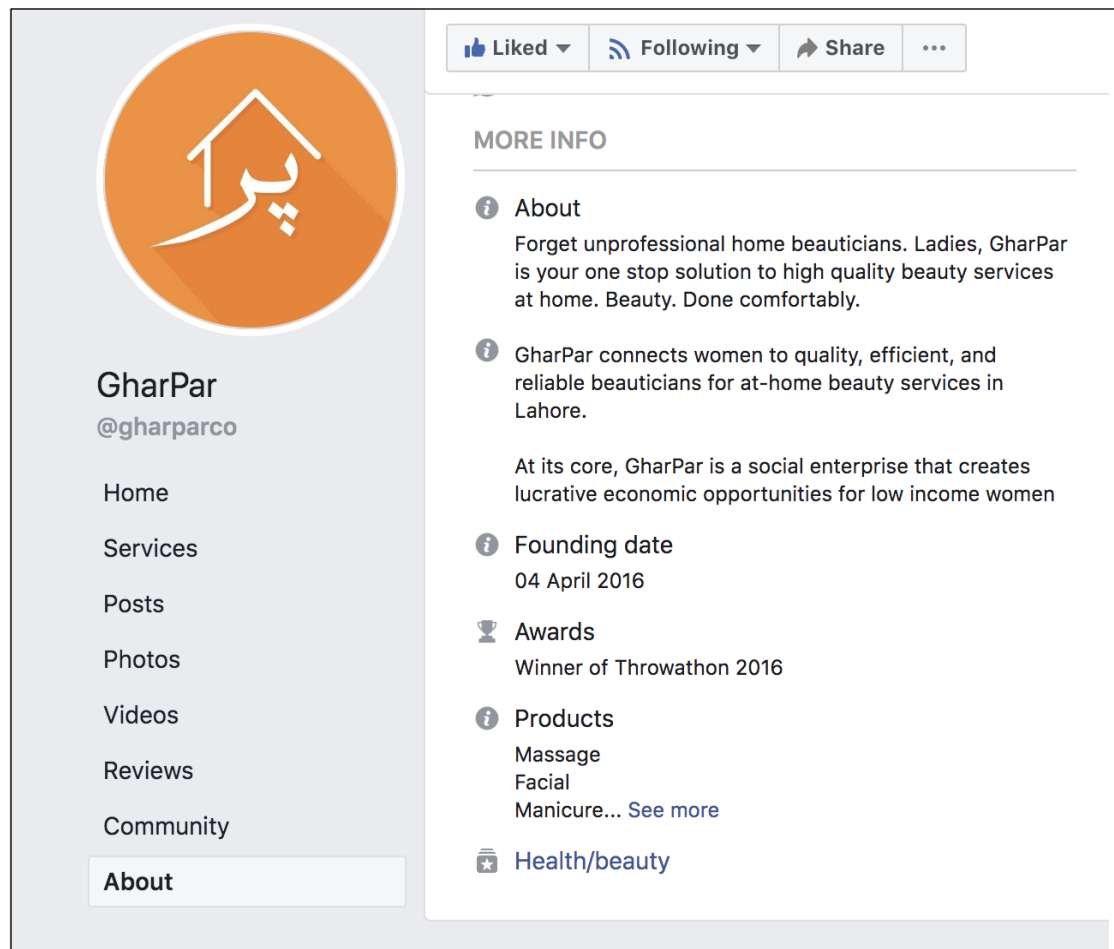 پر
GharPar
@gharparco
Home
Services
Posts
Photos
Videos
Reviews
Community
About
Liked
Following
Share
MORE INFO
About
Forget unprofessional home beauticians. Ladies, GharPar
is your one stop solution to high quality beauty services
at home. Beauty. Done comfortably.
GharPar connects women to quality, efficient, and
reliable beauticians for at-home beauty services in
Lahore.
At its core, GharPar is a social enterprise that creates
lucrative economic opportunities for low income women
Founding date
04 April 2016
Awards
Winner of Throwathon 2016
Products
Massage
Facial
Manicure... See more
Health/beauty